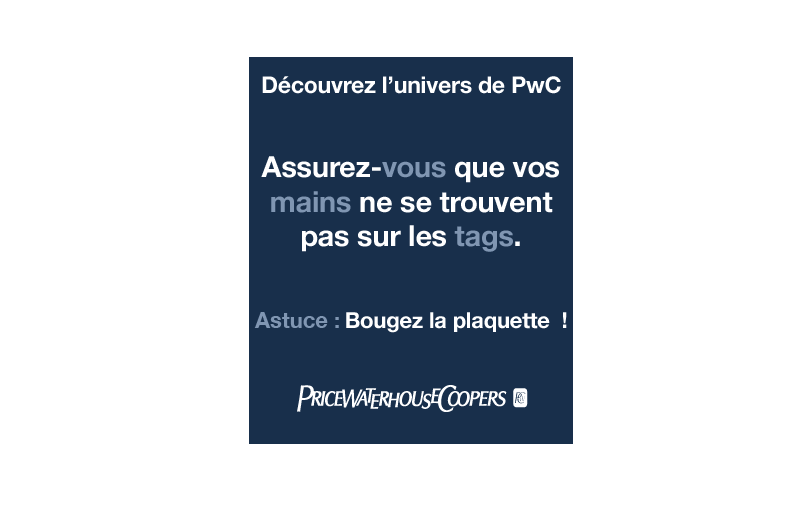 Découvrez l’univers de PwC
Assurez-vous que vos
mains ne se trouvent
pas sur les tags.
Astuce : Bougez la plaquette !
PRICEWATERHOUSECOOPERS